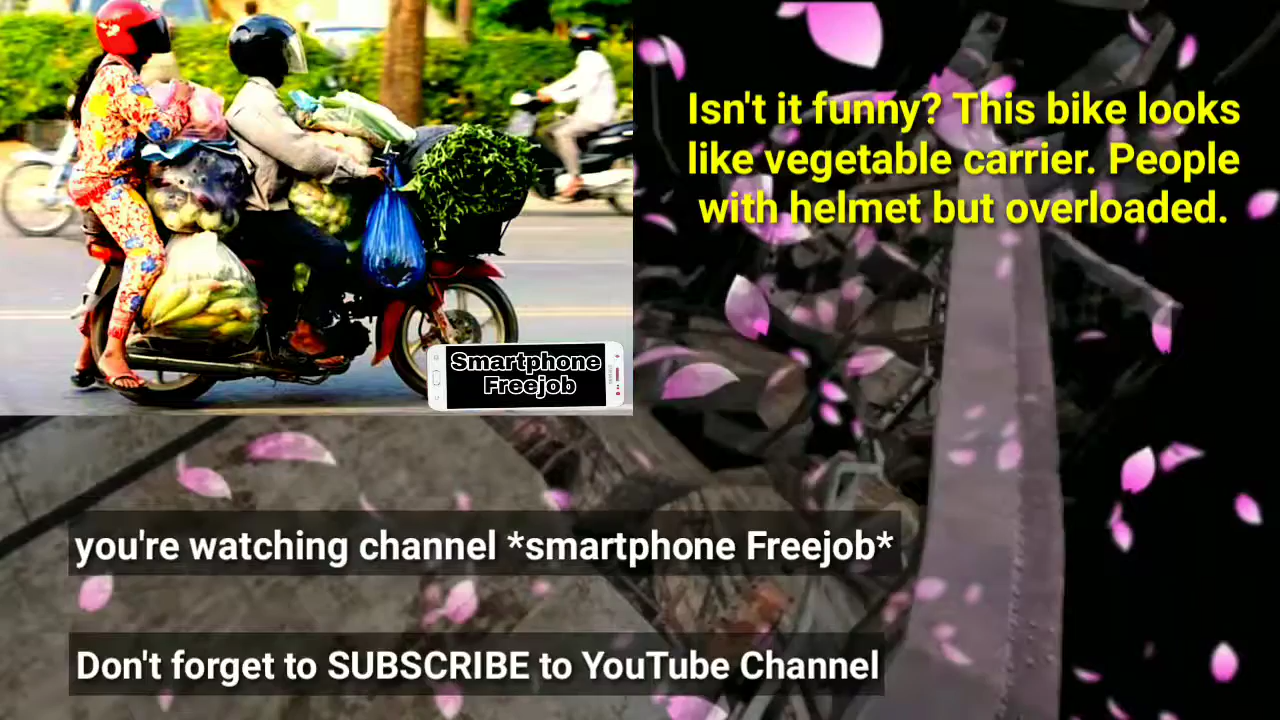 Isn't it funny? This bike looks
like vegetable carrier. People
with helmet but overloaded.
Smartphone
Freejob
you're watching channel *smartphone Freejob*
Don't forget to SUBSCRIBE to YouTube Channel